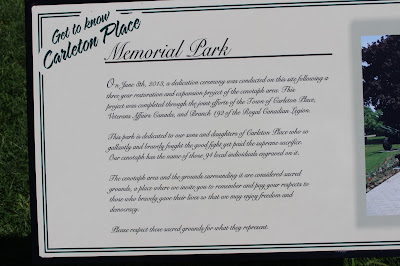 Get to know
Carleton Place
Memorial Park
On June 8th, 2013, a dedication ceremony was conducted on this site following a
three year restoration and expansion project of the cenotaph area. This
project was completed through the joint efforts of the Town of Carleton Place,
Veterans Affairs Canada, and Branch 192 of the Royal Canadian Legion.
This park is dedicated to our sons and daughters of Carleton Place who so
gallantly and bravely fought the good fight yet paid the supreme sacrifice.
Our cenotaph has the name of those 94 local individuals engraved on it.
The cenotaph area and the grounds surrounding it are considered sacred
grounds, a place where we invite you to remember and pay your respects to
those who bravely gave their lives so that we may enjoy freedom and
democracy.
Please respect these sacred grounds for what they represent.